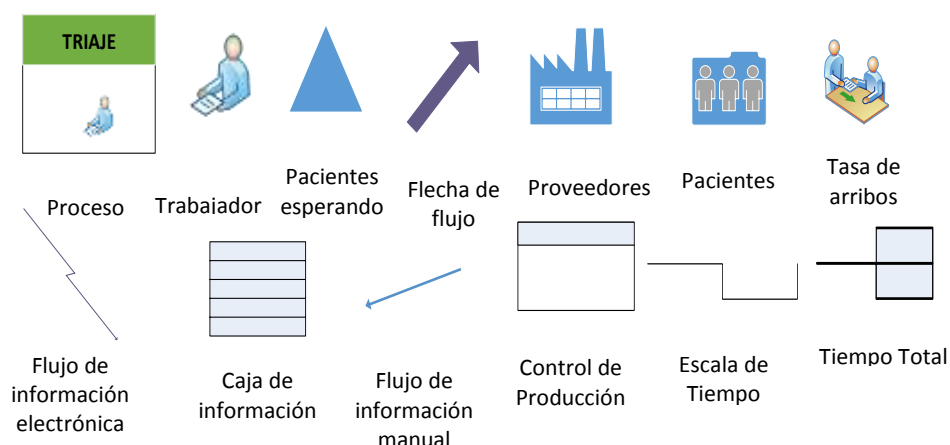 TRIAJE
Proceso
Trabaiador
Pacientes
esperando
Flecha de
flujo
Proveedores
Pacientes
Tasa de
arribos
Flujo de
información
electrónica
Caja de
información
Flujo de
información
manual
Control de
Producción
Escala de
Tiempo
Tiempo Total